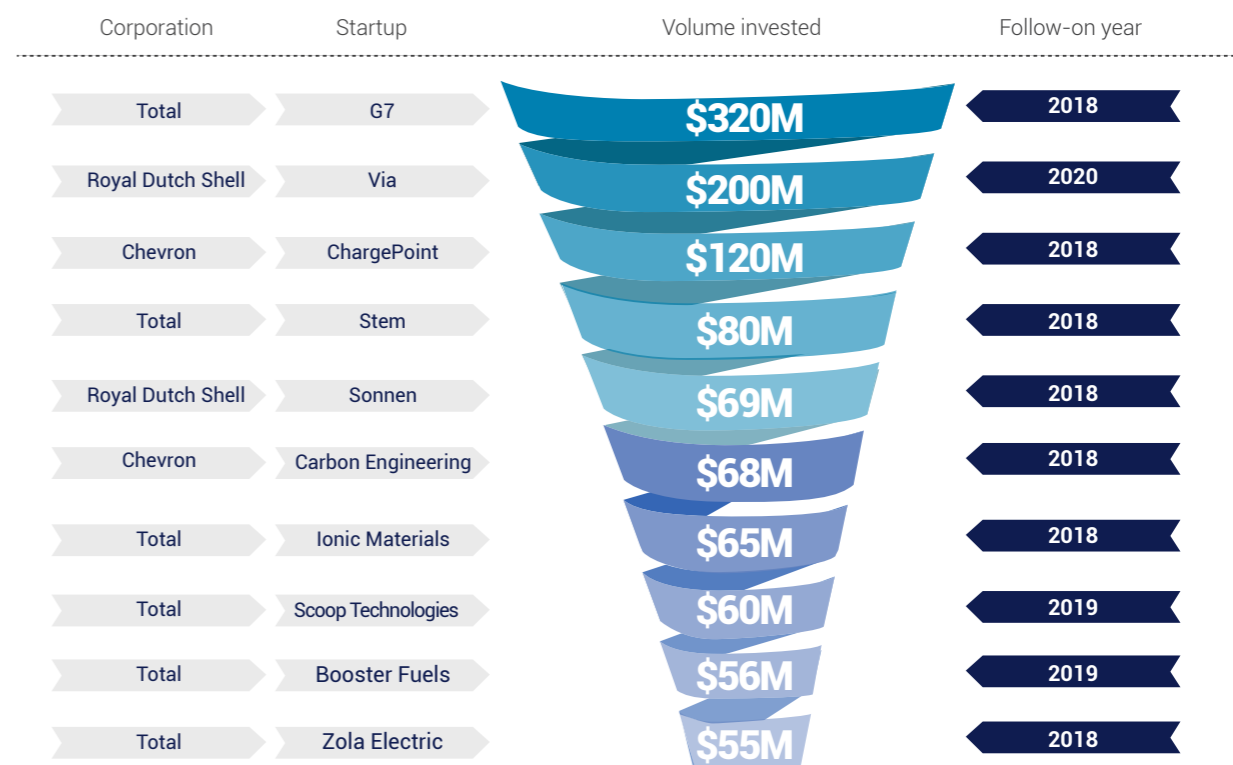 Corporation Startup Volume invested Follow-on year
Total G7 $320M 2018
Royal Dutch Shell Via $200M 2020
Chevron ChargePoint $120M 2018
Total Stem $80M 2018
Royal Dutch Shell Sonnen $69M 2018
Chevron Carbon Engineering $68M 2018
Total Ionic Materials $65M 2018
Total Scoop Technologies $60M 2019
Total Booster Fuels $56M 2019
Total Zola Electric $55M 2018